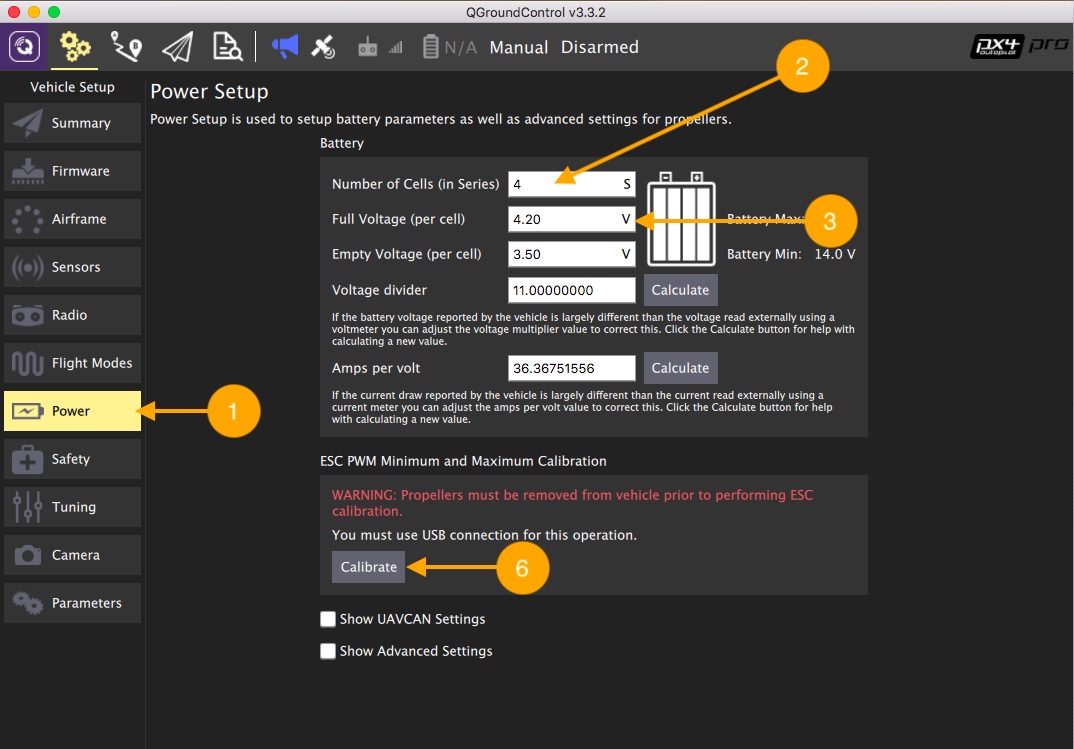 QGroundControl v3.3.2
N/A Manual Disarmed
px4 pro
autopilot
Vehicle Setup
Summary
Firmware
Airframe
Sensors
Radio
Flight Modes
Power
Safety
Tuning
Camera
Parameters
Power Setup
Power Setup is used to setup battery parameters as well as advanced settings for propellers.
Battery
Number of Cells (in Series) 4 S
Full Voltage (per cell) 4.20 V Battery Max:
Empty Voltage (per cell) 3.50 V Battery Min: 14.0 V
Voltage divider 11.00000000 Calculate
If the battery voltage reported by the vehicle is largely different than the voltage read externally using a
voltmeter you can adjust the voltage multiplier value to correct this. Click the Calculate button for help with
calculating a new value.
Amps per volt 36.36751556 Calculate
If the current draw reported by the vehicle is largely different than the current read externally using a
current meter you can adjust the amps per volt value to correct this. Click the Calculate button for help
with calculating a new value.
ESC PWM Minimum and Maximum Calibration
WARNING: Propellers must be removed from vehicle prior to performing ESC
calibration.
You must use USB connection for this operation.
Calibrate
Show UAVCAN Settings
Show Advanced Settings
1
2
3
6